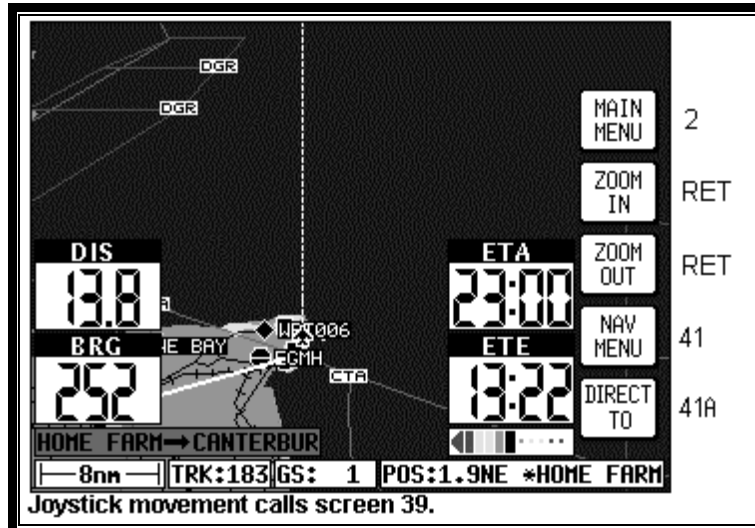 DGR
DGR
MAIN MENU 2
ZOOM IN RET
ZOOM OUT RET
NAV MENU 41
DIRECT TO 41A
DIS
13.8
BRG
252
ETA
23:00
ETE
13:22
WPT006
EGMH
CTA
HOME FARM→CANTERBUR
8nm TRK:183 GS: 1 POS:1.9NE *HOME FARM
Joystick movement calls screen 39.